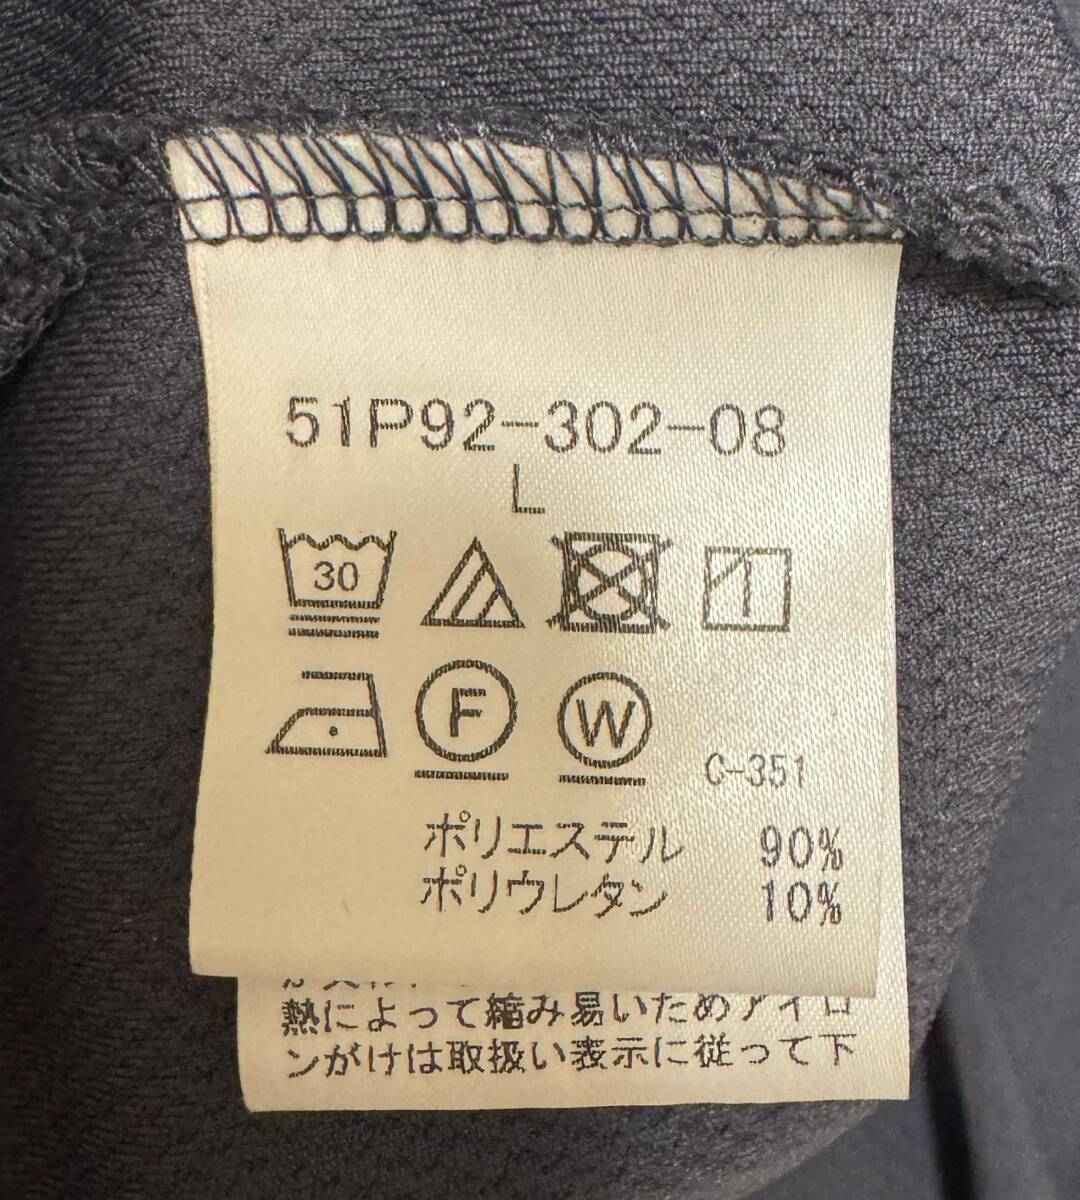 51P92-302-08
L
30
F W
C-351
ポリエステル 90%
ポリウレタン 10%
熱によって縮み易いためアイロ
ンがけは取扱い表示に従って下